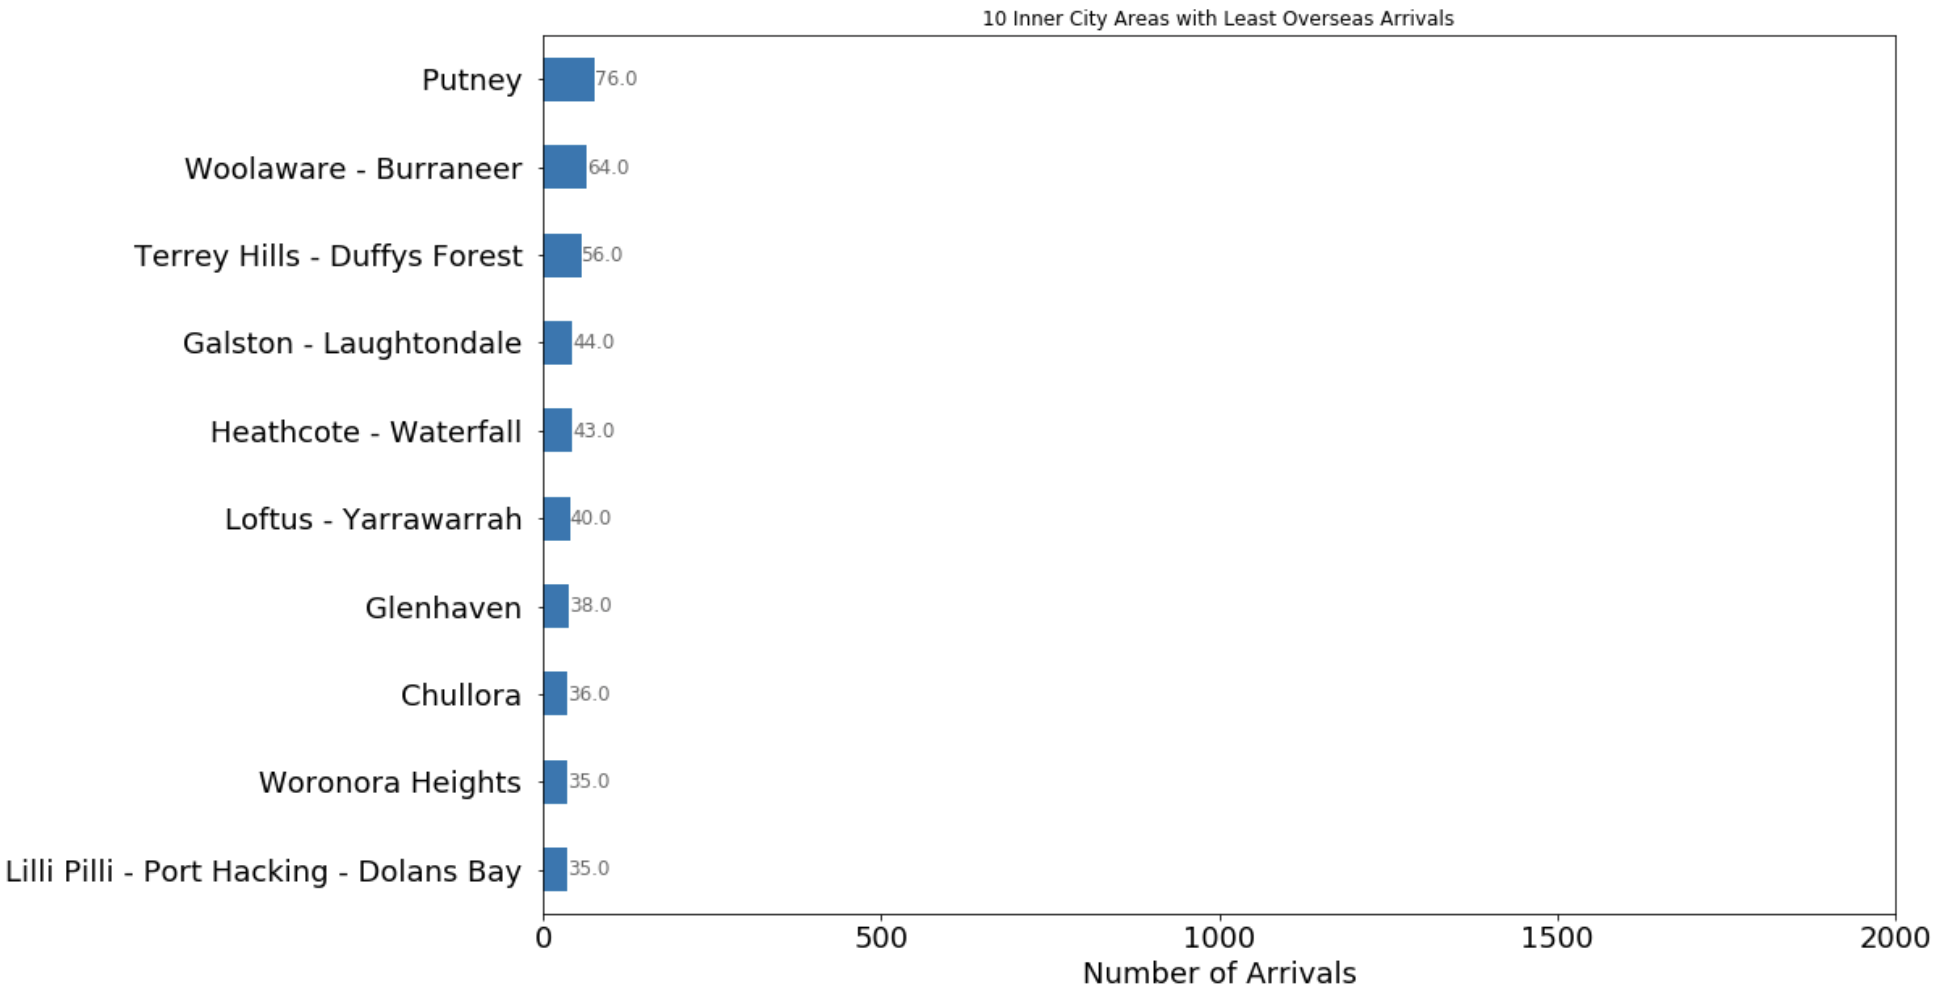 10 Inner City Areas with Least Overseas Arrivals
Putney 76.0
Woolaware - Burraneer 64.0
Terrey Hills - Duffys Forest 56.0
Galston - Laughtondale 44.0
Heathcote - Waterfall 43.0
Loftus - Yarrawarrah 40.0
Glenhaven 38.0
Chullora 36.0
Woronora Heights 35.0
Lilli Pilli - Port Hacking - Dolans Bay 35.0
0 500 1000 1500 2000
Number of Arrivals